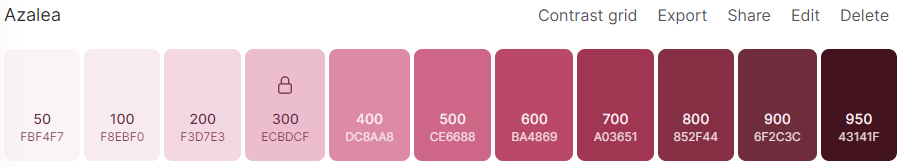 Azalea Contrast grid Export Share Edit Delete
50 100 200 300 400 500 600 700 800 900 950
FBF4F7 F8EBF0 F3D7E3 ECBDCF DC8AA8 CE6688 BA4869 A03651 852F44 6F2C3C 43141F